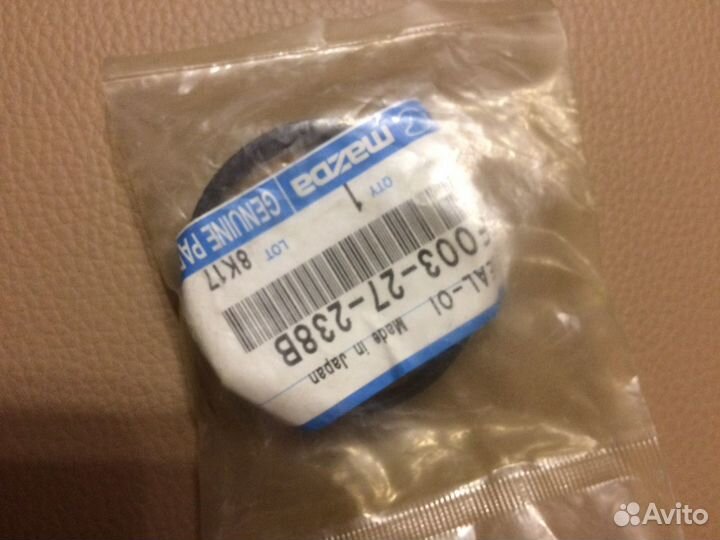 mazda
GENUINE PA
QTY
1
LOT
8K17
003-27-238B
EAL-OI
Made in Japan
Avito